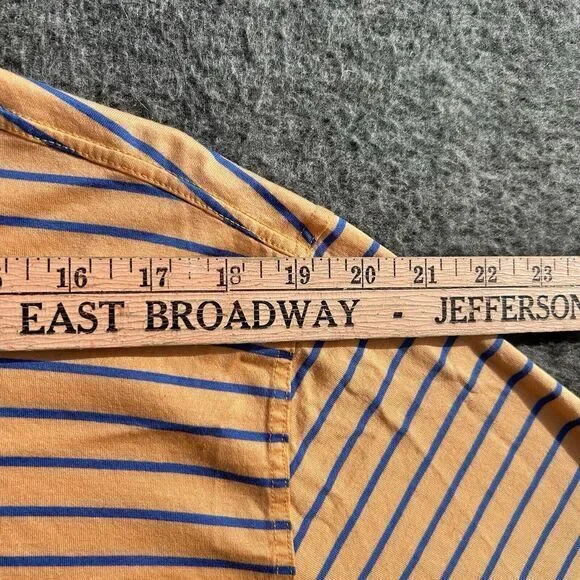 16 17 18 19 20 21 22 23
EAST BROADWAY - JEFFERSON